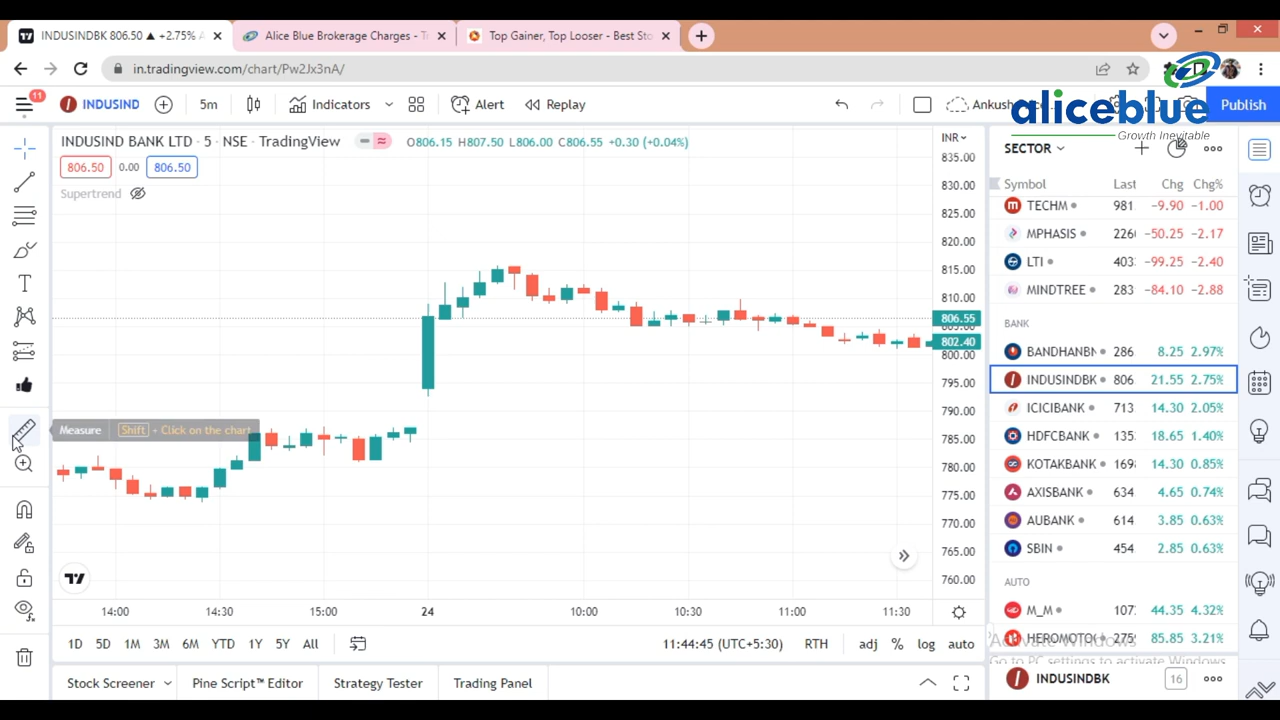 INDUSINDBK 806.50 ▲ +2.75%
Alice Blue Brokerage Charges -
Top Gainer, Top Looser - Best Sto
in.tradingview.com/chart/Pw2Jx3nA/
11
INDUSIND
5m
Indicators
Alert
Replay
Publish
aliceblue
Growth Inevitable
INDUSIND BANK LTD · 5 · NSE · TradingView
O806.15 H807.50 L806.00 C806.55 +0.30 (+0.04%)
806.50 0.00 806.50
Supertrend
INR
835.00
830.00
825.00
820.00
815.00
810.00
806.55
805.00
802.40
800.00
795.00
790.00
785.00
780.00
775.00
770.00
765.00
760.00
Measure Shift + Click on the chart
14:00 14:30 15:00 24 10:00 10:30 11:00 11:30
1D 5D 1M 3M 6M YTD 1Y 5Y All
11:44:45 (UTC+5:30) RTH adj % log auto
Stock Screener Pine Script™ Editor Strategy Tester Trading Panel
SECTOR
Symbol Last Chg Chg%
TECHM 981 −9.90 −1.00
MPHASIS 226 −50.25 −2.17
LTI 403 −99.25 −2.40
MINDTREE 283 −84.10 −2.88
BANK
BANDHANBN 286 8.25 2.97%
INDUSINDBK 806 21.55 2.75%
ICICIBANK 713 14.30 2.05%
HDFCBANK 135 18.65 1.40%
KOTAKBANK 169 14.30 0.85%
AXISBANK 634 4.65 0.74%
AUBANK 614 3.85 0.63%
SBIN 454 2.85 0.63%
AUTO
M_M 107 44.35 4.32%
HEROMOTO 275 85.85 3.21%
Activate Windows
Go to PC settings to activate Windows.
INDUSINDBK 16